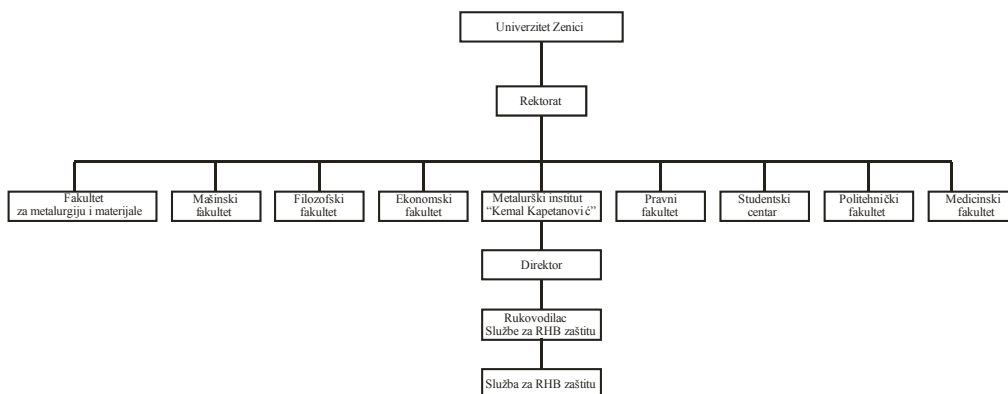 Univerzitet Zenici
Rektorat
Fakultet
za metalurgiju i materijale
Mašinski
fakultet
Filozofski
fakultet
Ekonomski
fakultet
Metalurški institut
“Kemal Kapetanović”
Pravni
fakultet
Studentski
centar
Politehnički
fakultet
Medicinski
fakultet
Direktor
Rukovodilac
Službe za RHB zaštitu
Služba za RHB zaštitu